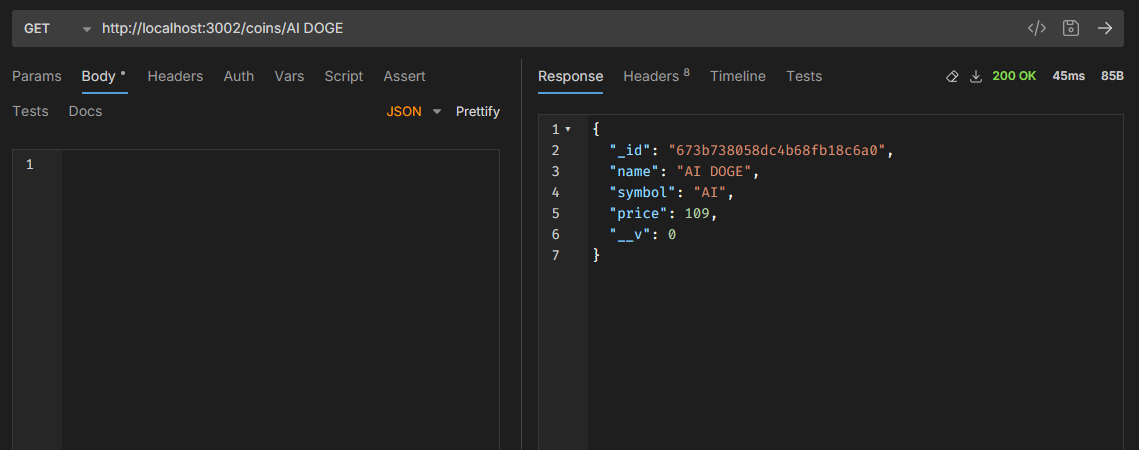 GET http://localhost:3002/coins/AI DOGE
Params Body Headers Auth Vars Script Assert
Tests Docs JSON Prettify
1
Response Headers 8 Timeline Tests 200 OK 45ms 85B
1 {
2 "_id": "673b738058dc4b68fb18c6a0",
3 "name": "AI DOGE",
4 "symbol": "AI",
5 "price": 109,
6 "__v": 0
7 }